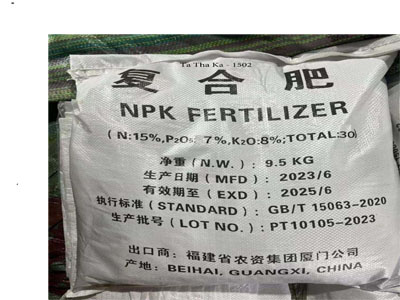 Ta Tha Ka - 1502
复合肥
NPK FERTILIZER
( N:15%,P₂O₅: 7%,K₂O:8%;TOTAL:30)
净重（N.W.）: 9.5 KG
生产日期（MFD）: 2023/6
有效期至（EXD）: 2025/6
执行标准（STANDARD）: GB/T 15063-2020
生产批号（LOT NO.）: PT10105-2023
出口商：福建省农资集团厦门公司
产地: BEIHAI, GUANGXI, CHINA